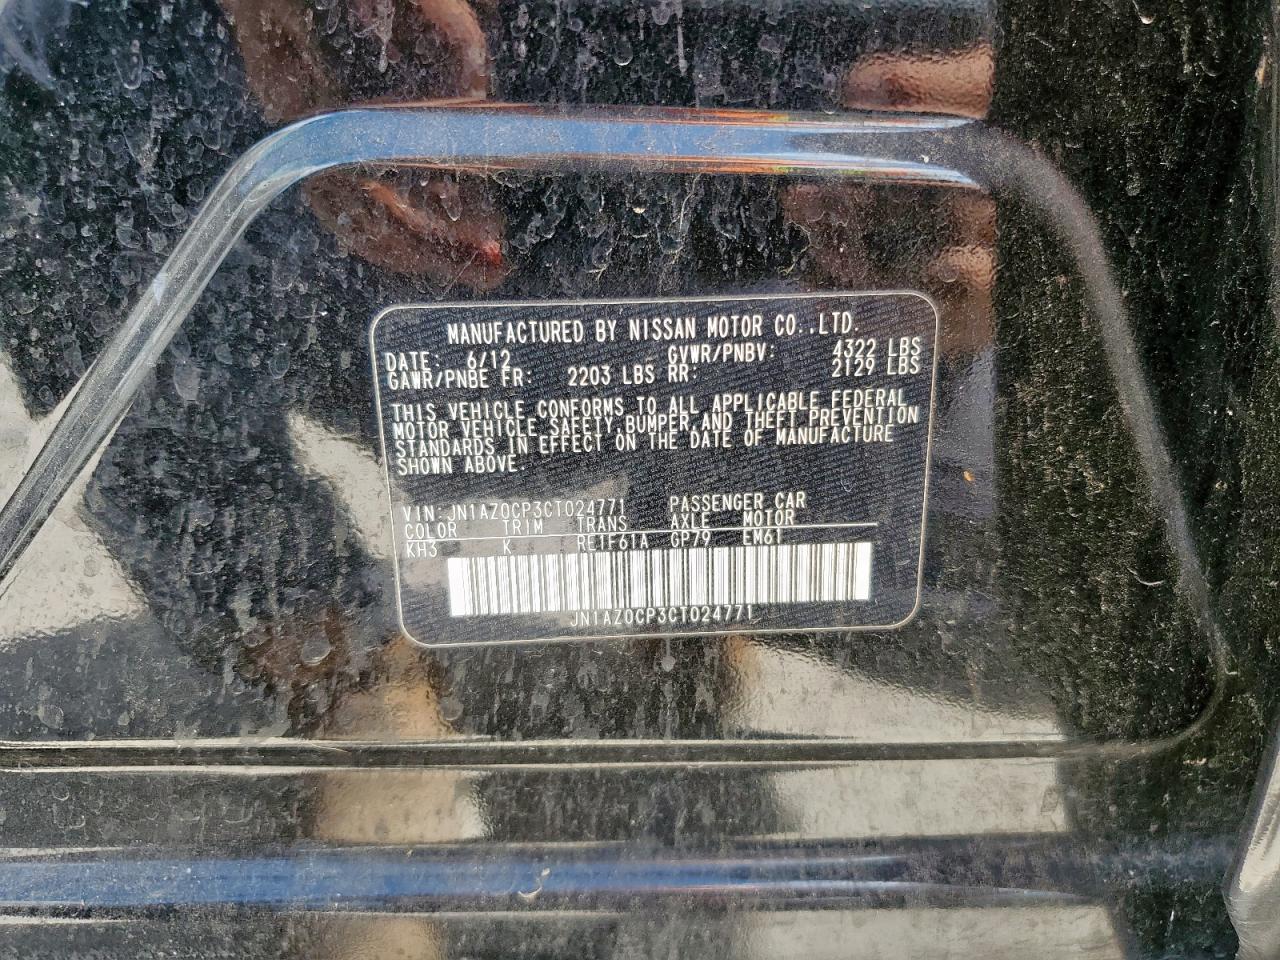 MANUFACTURED BY NISSAN MOTOR CO.,LTD.
DATE: 6/12 GVWR/PNBV: 4322 LBS
GAWR/PNBE FR: 2203 LBS RR: 2129 LBS
THIS VEHICLE CONFORMS TO ALL APPLICABLE FEDERAL
MOTOR VEHICLE SAFETY, BUMPER, AND THEFT PREVENTION
STANDARDS IN EFFECT ON THE DATE OF MANUFACTURE
SHOWN ABOVE.
VIN: JN1AZ0CP3CT024771 PASSENGER CAR
COLOR TRIM TRANS AXLE MOTOR
KH3 K RE1F61A GP79 EM61
JN1AZ0CP3CT024771